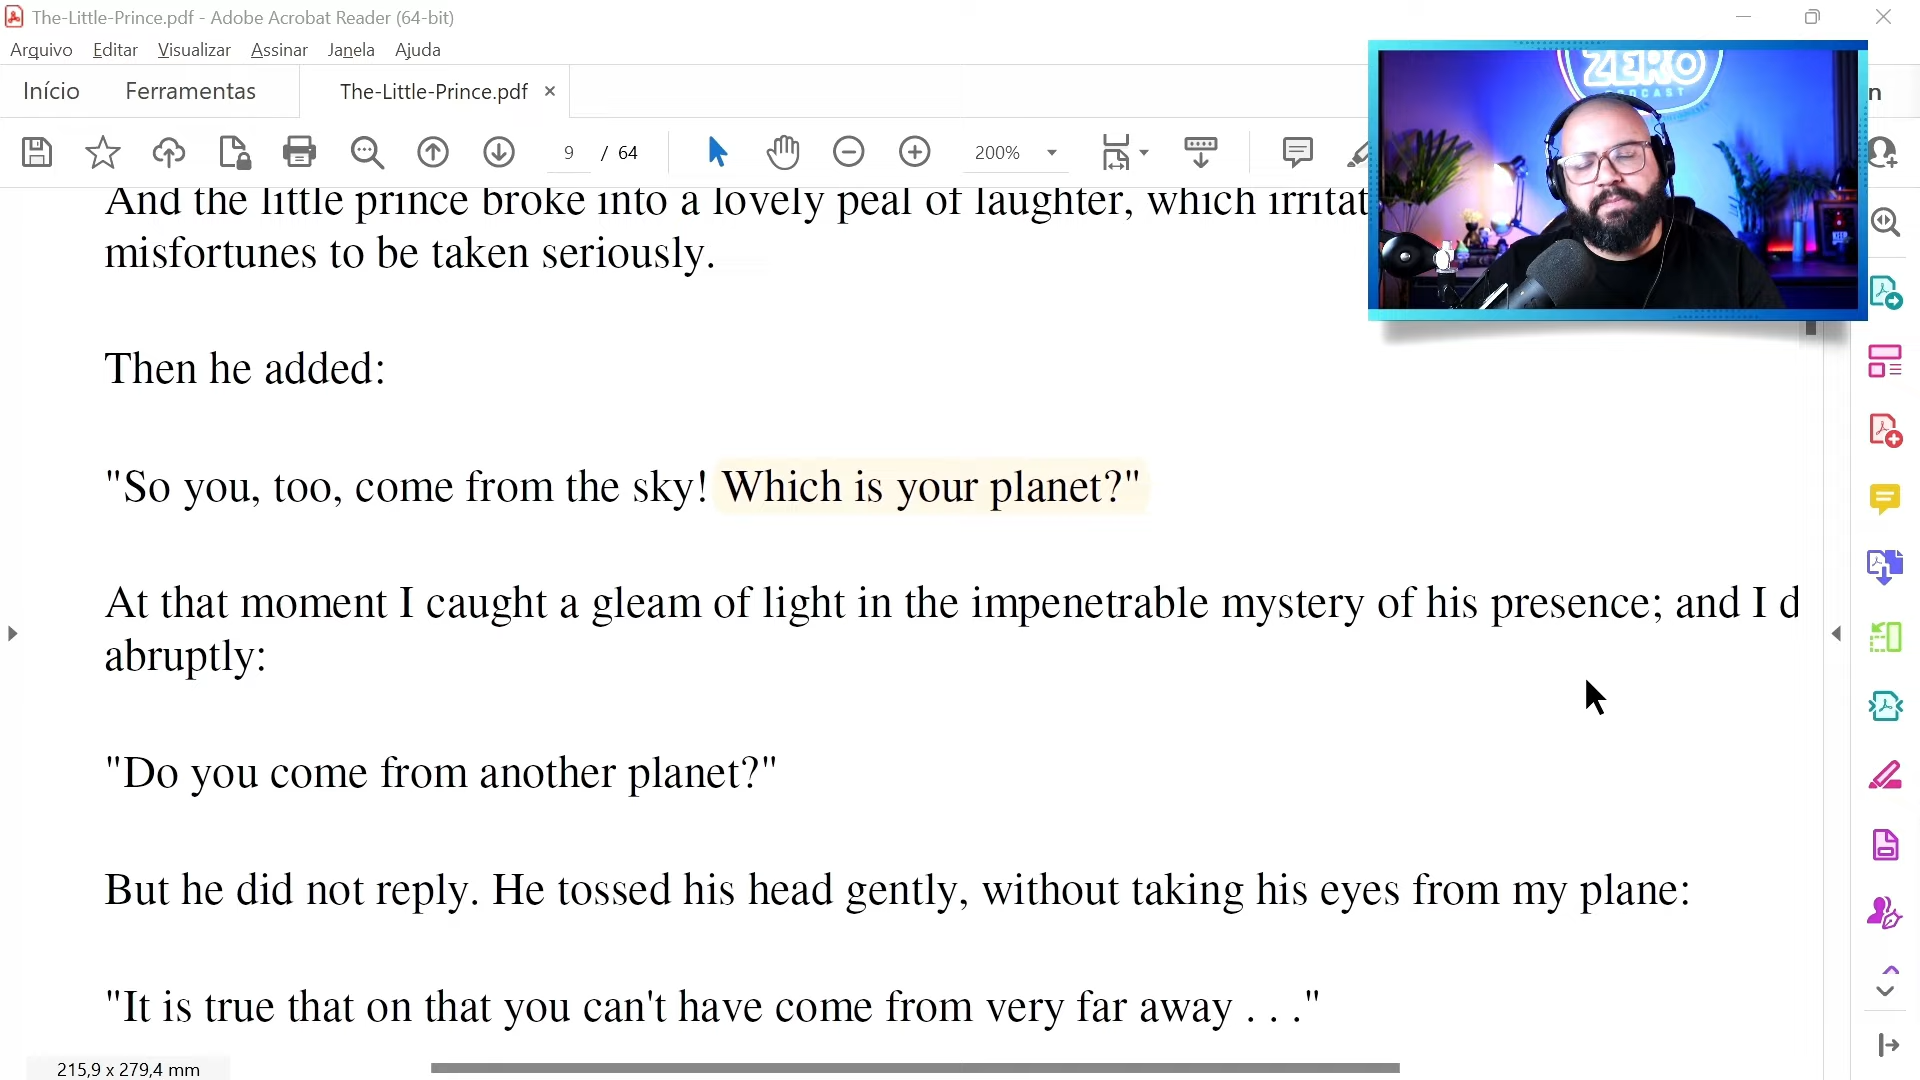 The-Little-Prince.pdf - Adobe Acrobat Reader (64-bit)
Arquivo Editar Visualizar Assinar Janela Ajuda
Início Ferramentas The-Little-Prince.pdf
ZERO
PODCAST
9 / 64 200%
And the little prince broke into a lovely peal of laughter, which irritat
misfortunes to be taken seriously.
Then he added:
"So you, too, come from the sky! Which is your planet?"
At that moment I caught a gleam of light in the impenetrable mystery of his presence; and I d
abruptly:
"Do you come from another planet?"
But he did not reply. He tossed his head gently, without taking his eyes from my plane:
"It is true that on that you can't have come from very far away . . ."
215,9 x 279,4 mm